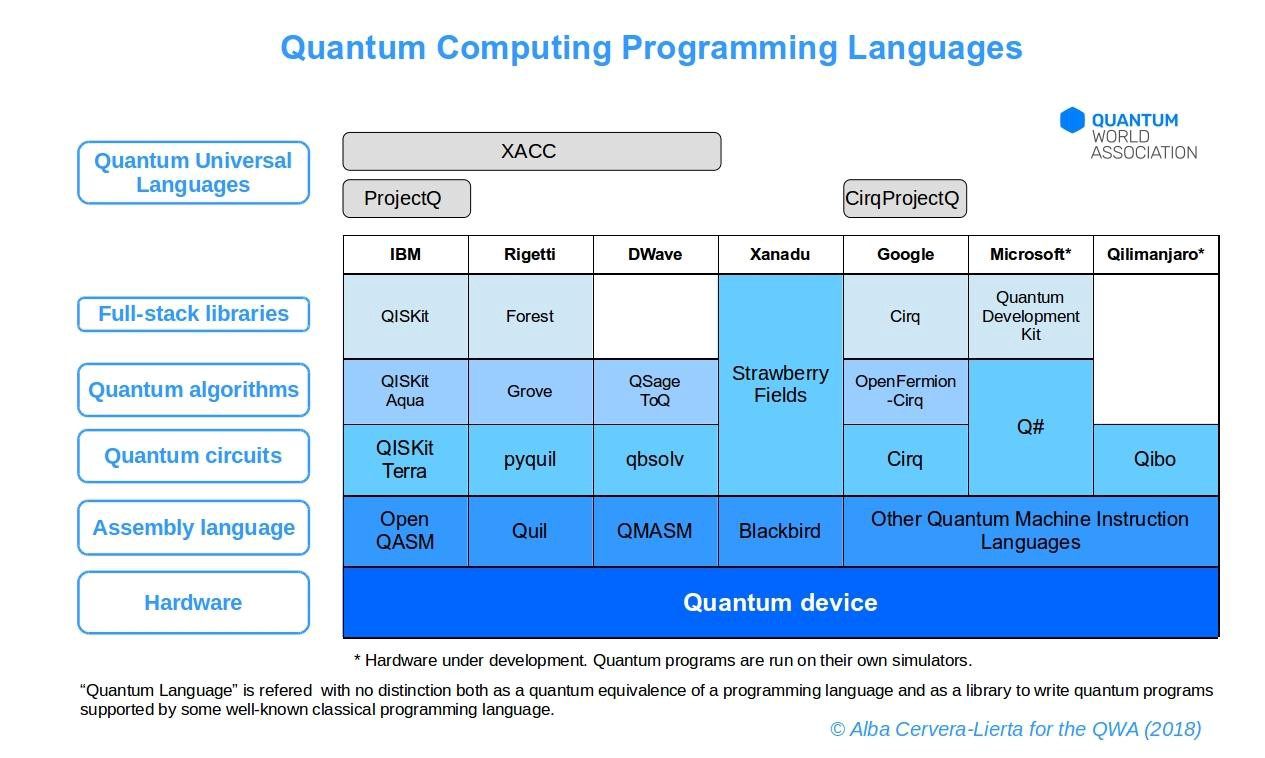 Quantum Computing Programming Languages
QUANTUM
WORLD
ASSOCIATION
Quantum Universal
Languages
XACC
ProjectQ
CirqProjectQ
IBM
Rigetti
DWave
Xanadu
Google
Microsoft*
Qilimanjaro*
Full-stack libraries
QISKit
Forest
Cirq
Quantum
Development
Kit
Strawberry
Fields
Quantum algorithms
QISKit
Aqua
Grove
QSage
ToQ
OpenFermion
-Cirq
Q#
Quantum circuits
QISKit
Terra
pyquil
qbsolv
Cirq
Qibo
Assembly language
Open
QASM
Quil
QMASM
Blackbird
Other Quantum Machine Instruction
Languages
Hardware
Quantum device
* Hardware under development. Quantum programs are run on their own simulators.
“Quantum Language” is refered with no distinction both as a quantum equivalence of a programming language and as a library to write quantum programs
supported by some well-known classical programming language.
© Alba Cervera-Lierta for the QWA (2018)